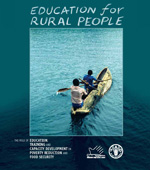 EDUCATION for
RURAL PEOPLE
THE ROLE OF EDUCATION
TRAINING AND
CAPACITY DEVELOPMENT IN
POVERTY REDUCTION AND
FOOD SECURITY